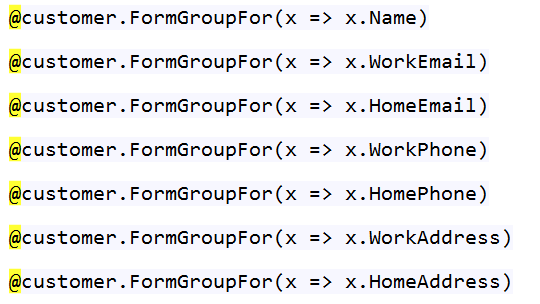 @customer.FormGroupFor(x => x.Name)
@customer.FormGroupFor(x => x.WorkEmail)
@customer.FormGroupFor(x => x.HomeEmail)
@customer.FormGroupFor(x => x.WorkPhone)
@customer.FormGroupFor(x => x.HomePhone)
@customer.FormGroupFor(x => x.WorkAddress)
@customer.FormGroupFor(x => x.HomeAddress)